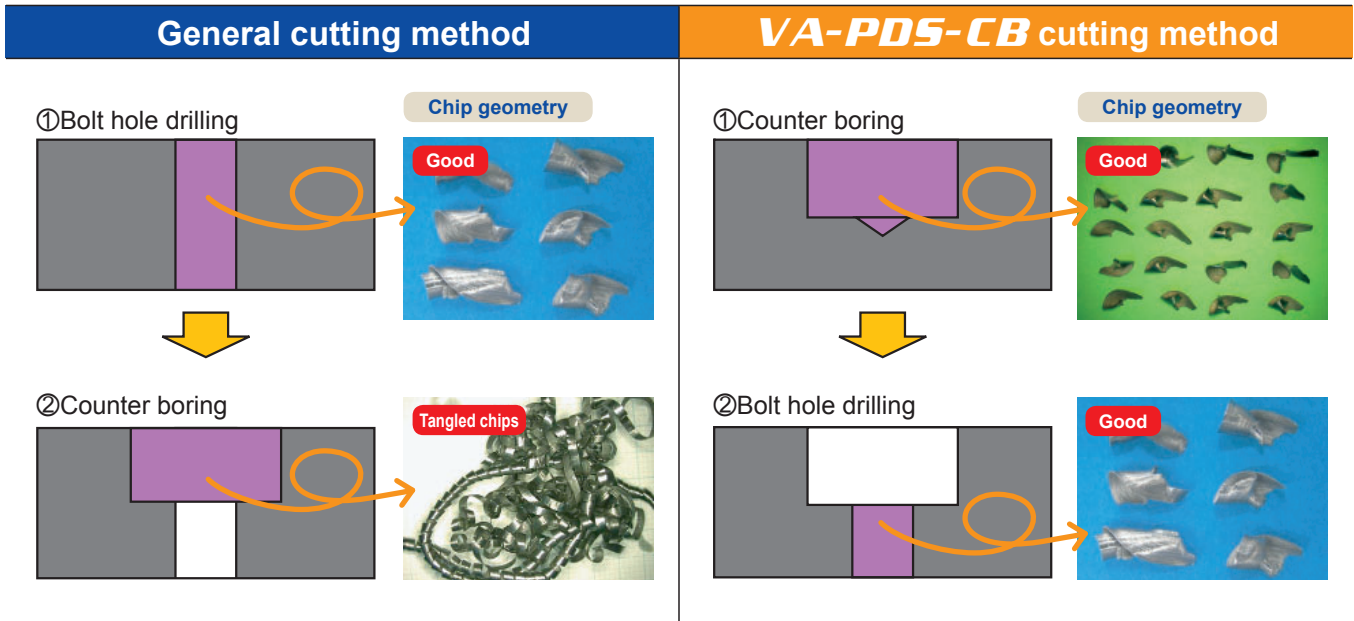 General cutting method
VA-PDS-CB cutting method
①Bolt hole drilling
Chip geometry
Good
②Counter boring
Tangled chips
①Counter boring
Chip geometry
Good
②Bolt hole drilling
Good